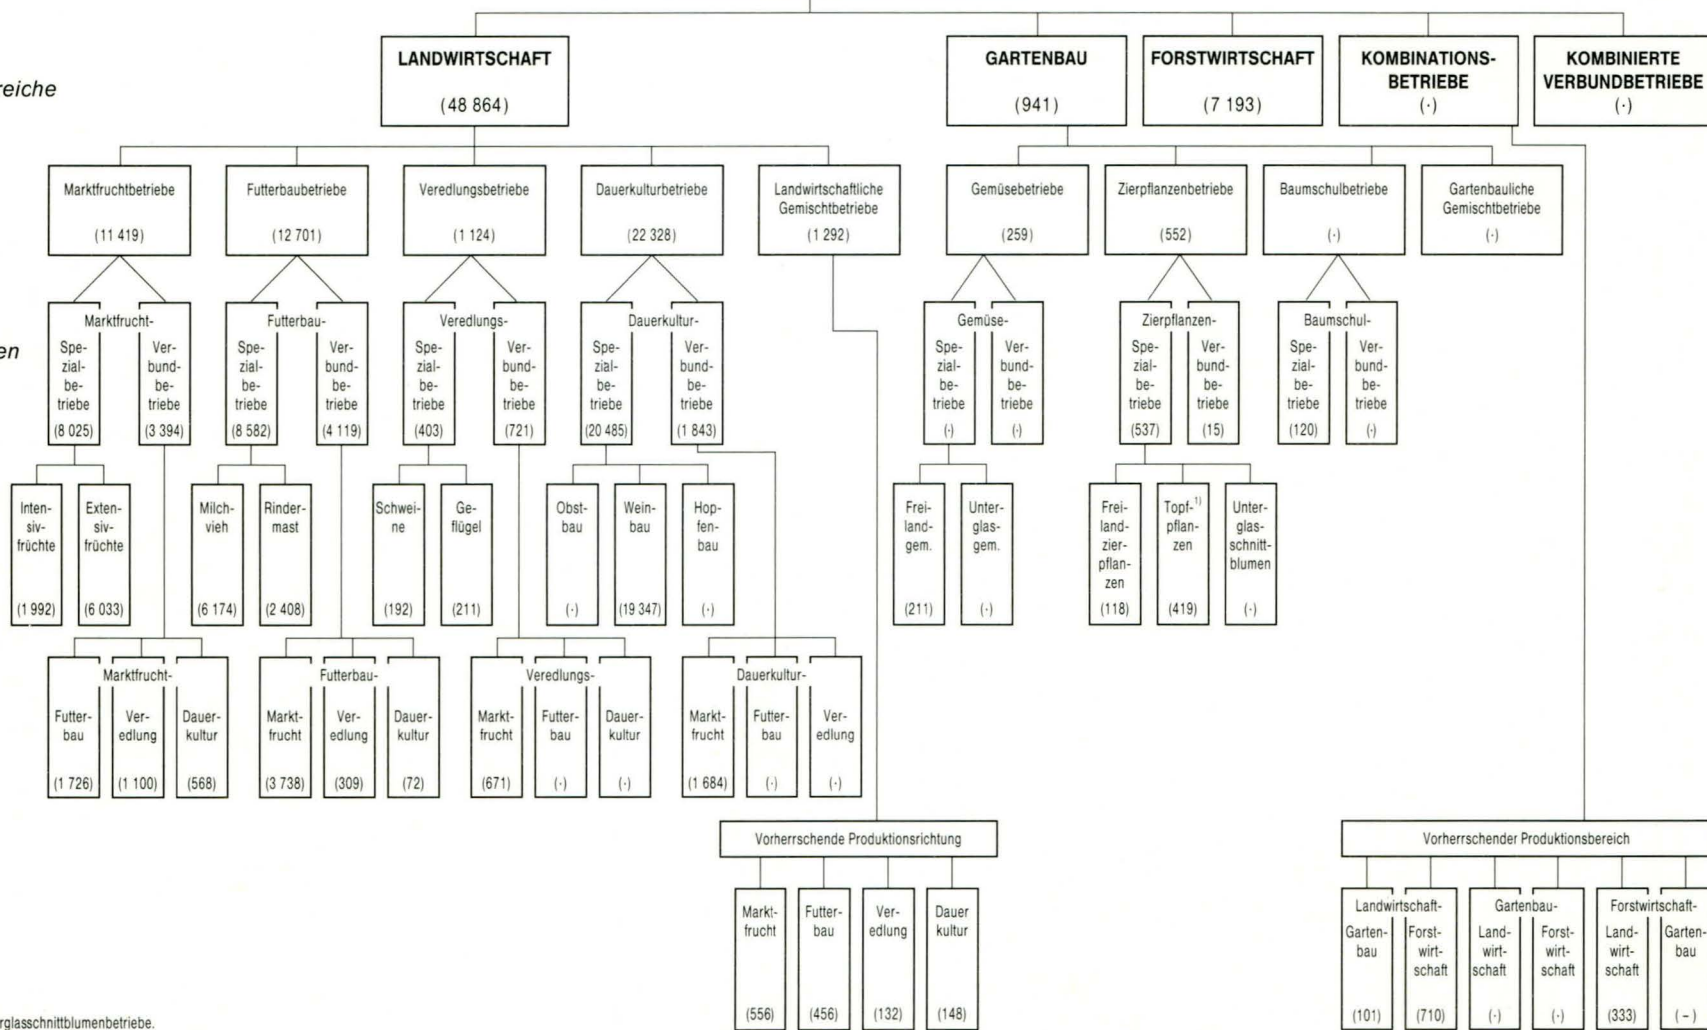 LANDWIRTSCHAFT
(48 864)
GARTENBAU
(941)
FORSTWIRTSCHAFT
(7 193)
KOMBINATIONS-
BETRIEBE
(·)
KOMBINIERTE
VERBUNDBETRIEBE
(·)
reiche
Marktfruchtbetriebe
(11 419)
Futterbaubetriebe
(12 701)
Veredlungsbetriebe
(1 124)
Dauerkulturbetriebe
(22 328)
Landwirtschaftliche
Gemischtbetriebe
(1 292)
Gemüsebetriebe
(259)
Zierpflanzenbetriebe
(552)
Baumschulbetriebe
(·)
Gartenbauliche
Gemischtbetriebe
(·)
en
Marktfrucht-
Spe-
zial-
be-
triebe
(8 025)
Ver-
bund-
be-
triebe
(3 394)
Futterbau-
Spe-
zial-
be-
triebe
(8 582)
Ver-
bund-
be-
triebe
(4 119)
Veredlungs-
Spe-
zial-
be-
triebe
(403)
Ver-
bund-
be-
triebe
(721)
Dauerkultur-
Spe-
zial-
be-
triebe
(20 485)
Ver-
bund-
be-
triebe
(1 843)
Gemüse-
Spe-
zial-
be-
triebe
(·)
Ver-
bund-
be-
triebe
(·)
Zierpflanzen-
Spe-
zial-
be-
triebe
(537)
Ver-
bund-
be-
triebe
(15)
Baumschul-
Spe-
zial-
be-
triebe
(120)
Ver-
bund-
be-
triebe
(·)
Inten-
siv-
früchte
(1 992)
Exten-
siv-
früchte
(6 033)
Milch-
vieh
(6 174)
Rinder-
mast
(2 408)
Schwei-
ne
(192)
Ge-
flügel
(211)
Obst-
bau
(·)
Wein-
bau
(19 347)
Hop-
fen-
bau
(·)
Frei-
land-
gem.
(211)
Unter-
glas-
gem.
(·)
Frei-
land-
zier-
pflan-
zen
(118)
Topf-1)
pflan-
zen
(419)
Unter-
glas-
schnitt-
blumen
(·)
Marktfrucht-
Futter-
bau
(1 726)
Ver-
edlung
(1 100)
Dauer-
kultur
(568)
Futterbau-
Markt-
frucht
(3 738)
Ver-
edlung
(309)
Dauer-
kultur
(72)
Veredlungs-
Markt-
frucht
(671)
Futter-
bau
(·)
Dauer-
kultur
(·)
Dauerkultur-
Markt-
frucht
(1 684)
Futter-
bau
(·)
Ver-
edlung
(·)
Vorherrschende Produktionsrichtung
Markt-
frucht
(556)
Futter-
bau
(456)
Ver-
edlung
(132)
Dauer
kultur
(148)
Vorherrschender Produktionsbereich
Landwirtschaft-
Garten-
bau
(101)
Forst-
wirt-
schaft
(710)
Gartenbau-
Land-
wirt-
schaft
(·)
Forst-
wirt-
schaft
(·)
Forstwirtschaft-
Land-
wirt-
schaft
(333)
Garten-
bau
(-)
rglasschnittblumenbetriebe.